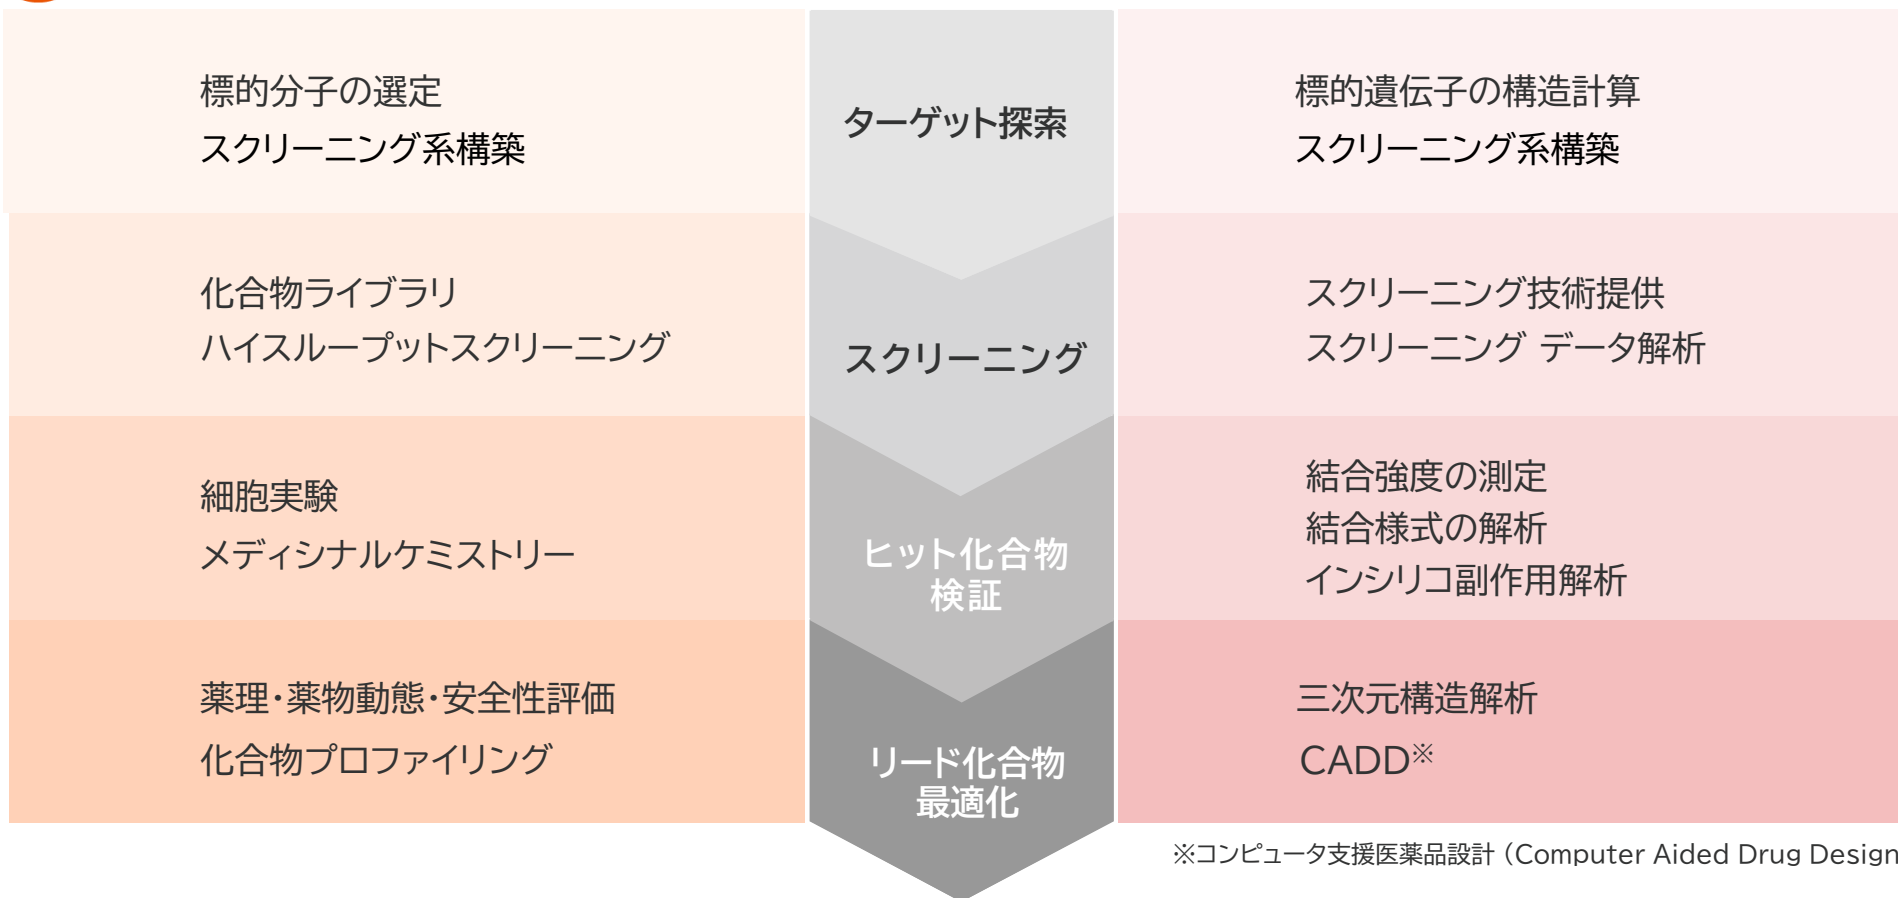 標的分子の選定
スクリーニング系構築
ターゲット探索
標的遺伝子の構造計算
スクリーニング系構築
化合物ライブラリ
ハイスループットスクリーニング
スクリーニング
スクリーニング技術提供
スクリーニング データ解析
細胞実験
メディシナルケミストリー
ヒット化合物
検証
結合強度の測定
結合様式の解析
インシリコ副作用解析
薬理・薬物動態・安全性評価
化合物プロファイリング
リード化合物
最適化
三次元構造解析
CADD※
※コンピュータ支援医薬品設計（Computer Aided Drug Design